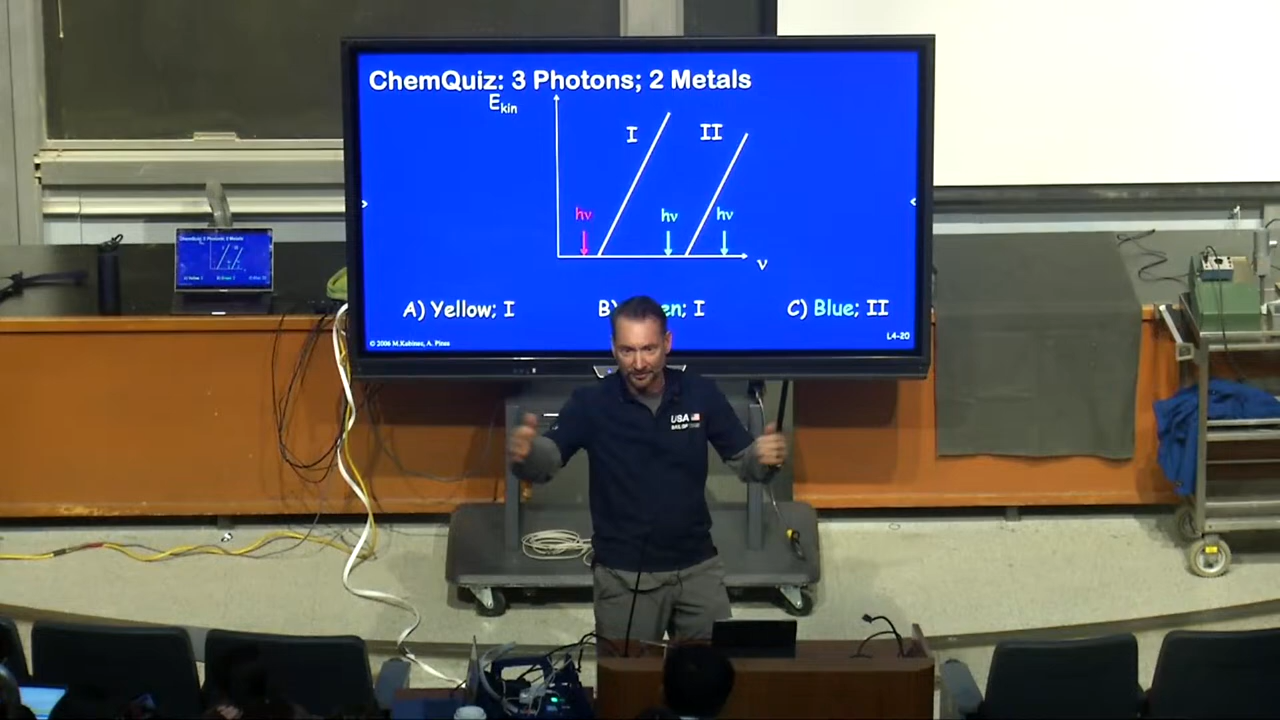 ChemQuiz: 3 Photons; 2 Metals
Ekin
I
II
hν
hν
hν
ν
A) Yellow; I
B) en; I
C) Blue; II
© 2006 M.Kubinec, A. Pines
L4-20
USA